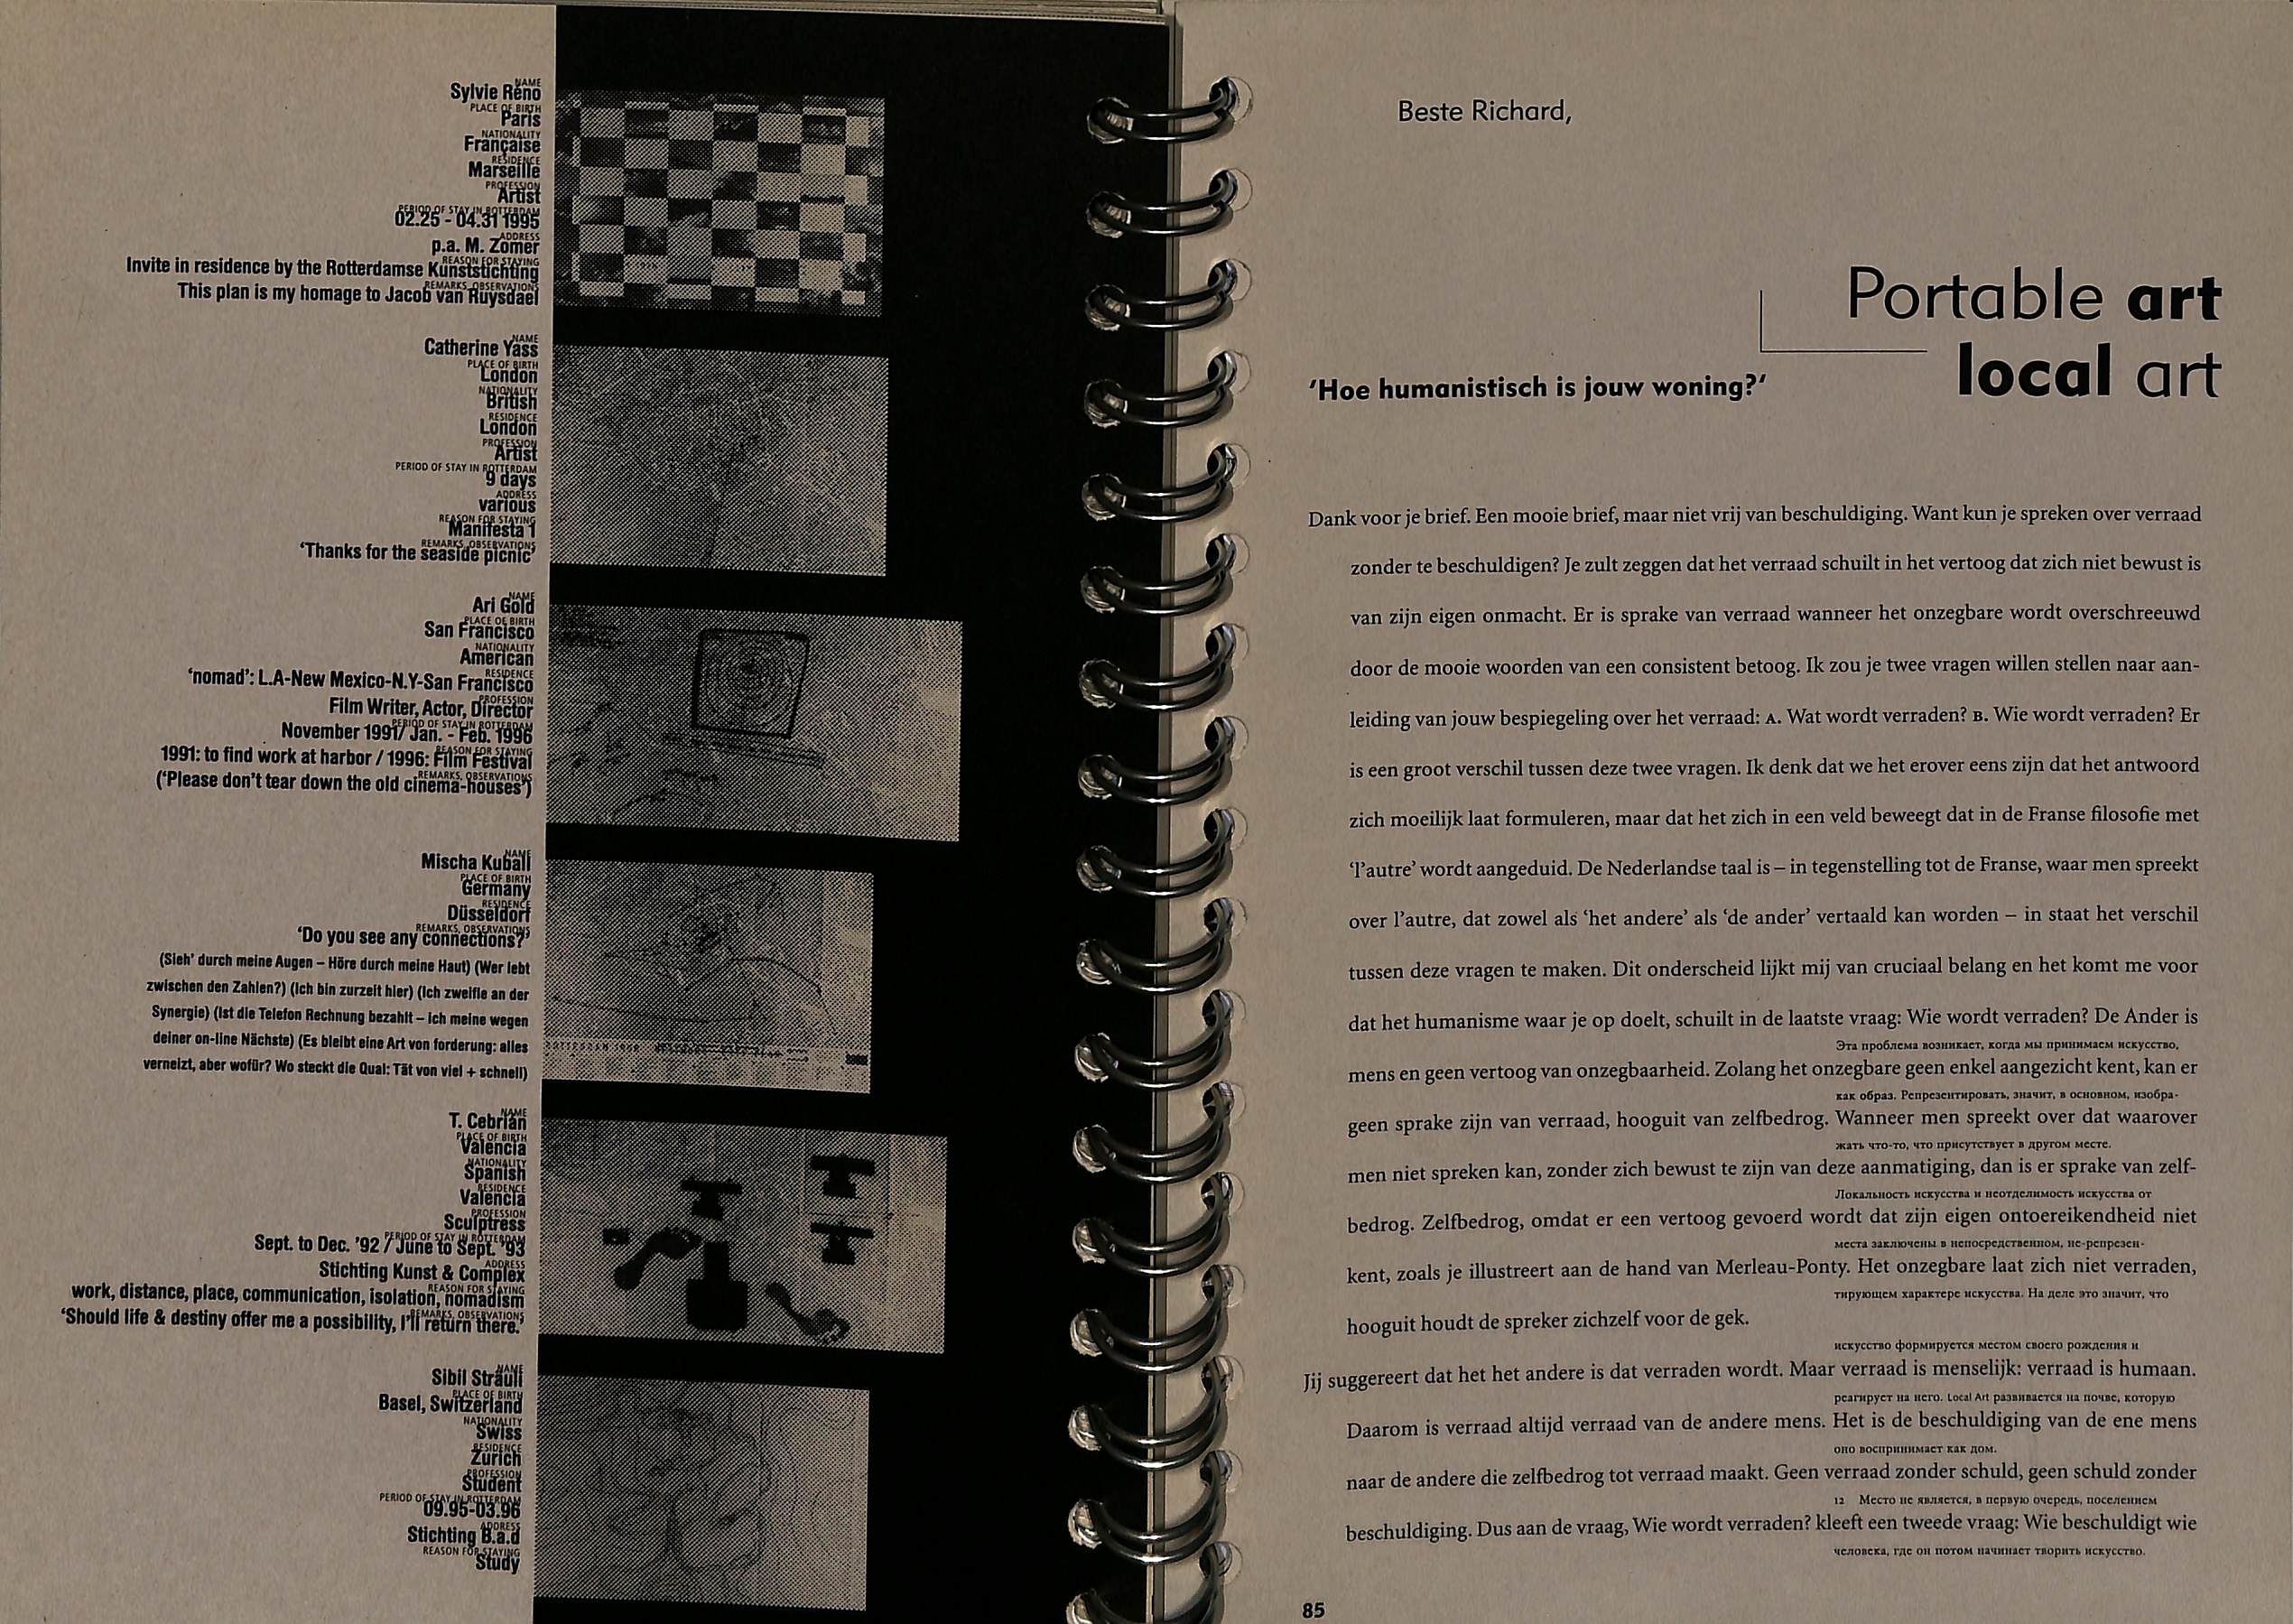 NAME
Sylvie Réno
PLACE OF BIRTH
Paris
NATIONALITY
Française
RESIDENCE
Marseille
PROFESSION
Artist
PERIOD OF STAY IN ROTTERDAM
02.25 - 04.31 1995
ADDRESS
p.a. M. Zomer
REASON FOR STAYING
Invite in residence by the Rotterdamse Kunststichting
REMARKS, OBSERVATIONS
This plan is my homage to Jacob van Ruysdael
NAME
Catherine Yass
PLACE OF BIRTH
London
NATIONALITY
British
RESIDENCE
London
PROFESSION
Artist
PERIOD OF STAY IN ROTTERDAM
9 days
ADDRESS
various
REASON FOR STAYING
Manifesta 1
REMARKS, OBSERVATIONS
‘Thanks for the seaside picnic’
NAME
Ari Gold
PLACE OF BIRTH
San Francisco
NATIONALITY
American
RESIDENCE
‘nomad’: L.A-New Mexico-N.Y-San Francisco
PROFESSION
Film Writer, Actor, Director
PERIOD OF STAY IN ROTTERDAM
November 1991/ Jan. - Feb. 1996
REASON FOR STAYING
1991: to find work at harbor / 1996: Film Festival
REMARKS, OBSERVATIONS
(‘Please don't tear down the old cinema-houses’)
NAME
Mischa Kuball
PLACE OF BIRTH
Germany
RESIDENCE
Düsseldorf
REMARKS, OBSERVATIONS
‘Do you see any connections?’
(Sieh’ durch meine Augen – Höre durch meine Haut) (Wer lebt
zwischen den Zahlen?) (Ich bin zurzeit hier) (Ich zweifle an der
Synergie) (Ist die Telefon Rechnung bezahlt – ich meine wegen
deiner on-line Nächste) (Es bleibt eine Art von forderung: alles
verneizt, aber wofür? Wo steckt die Qual: Tät von viel + schnell)
ROTTERDAM 1996
NAME
T. Cebrián
PLACE OF BIRTH
Valencia
NATIONALITY
Spanish
RESIDENCE
Valencia
PROFESSION
Sculptress
PERIOD OF STAY IN ROTTERDAM
Sept. to Dec. '92 / June to Sept. '93
ADDRESS
Stichting Kunst & Complex
REASON FOR STAYING
work, distance, place, communication, isolation, nomadism
REMARKS, OBSERVATIONS
‘Should life & destiny offer me a possibility, I'll return there.’
NAME
Sibil Sträuli
PLACE OF BIRTH
Basel, Switzerland
NATIONALITY
Swiss
RESIDENCE
Zürich
PROFESSION
Student
PERIOD OF STAY IN ROTTERDAM
09.95-03.96
ADDRESS
Stichting B.a.d
REASON FOR STAYING
Study
Beste Richard,
Portable art
local art
‘Hoe humanistisch is jouw woning?’
Dank voor je brief. Een mooie brief, maar niet vrij van beschuldiging. Want kun je spreken over verraad
zonder te beschuldigen? Je zult zeggen dat het verraad schuilt in het vertoog dat zich niet bewust is
van zijn eigen onmacht. Er is sprake van verraad wanneer het onzegbare wordt overschreeuwd
door de mooie woorden van een consistent betoog. Ik zou je twee vragen willen stellen naar aan-
leiding van jouw bespiegeling over het verraad: A. Wat wordt verraden? B. Wie wordt verraden? Er
is een groot verschil tussen deze twee vragen. Ik denk dat we het erover eens zijn dat het antwoord
zich moeilijk laat formuleren, maar dat het zich in een veld beweegt dat in de Franse filosofie met
‘l'autre’ wordt aangeduid. De Nederlandse taal is – in tegenstelling tot de Franse, waar men spreekt
over l'autre, dat zowel als ‘het andere’ als ‘de ander’ vertaald kan worden – in staat het verschil
tussen deze vragen te maken. Dit onderscheid lijkt mij van cruciaal belang en het komt me voor
dat het humanisme waar je op doelt, schuilt in de laatste vraag: Wie wordt verraden? De Ander is
Эта проблема возникает, когда мы принимаем искусство,
mens en geen vertoog van onzegbaarheid. Zolang het onzegbare geen enkel aangezicht kent, kan er
как образ. Репрезентировать, значит, в основном, изобра-
geen sprake zijn van verraad, hooguit van zelfbedrog. Wanneer men spreekt over dat waarover
жать что-то, что присутствует в другом месте.
men niet spreken kan, zonder zich bewust te zijn van deze aanmatiging, dan is er sprake van zelf-
Локальность искусства и неотделимость искусства от
bedrog. Zelfbedrog, omdat er een vertoog gevoerd wordt dat zijn eigen ontoereikendheid niet
места заключены в непосредственном, не-репрезен-
kent, zoals je illustreert aan de hand van Merleau-Ponty. Het onzegbare laat zich niet verraden,
тирующем характере искусства. На деле это значит, что
hooguit houdt de spreker zichzelf voor de gek.
искусство формируется местом своего рождения и
Jij suggereert dat het het andere is dat verraden wordt. Maar verraad is menselijk: verraad is humaan.
реагирует на него. Local Art развивается на почве, которую
Daarom is verraad altijd verraad van de andere mens. Het is de beschuldiging van de ene mens
оно воспринимает как дом.
naar de andere die zelfbedrog tot verraad maakt. Geen verraad zonder schuld, geen schuld zonder
12 Место не является, в первую очередь, поселением
beschuldiging. Dus aan de vraag, Wie wordt verraden? kleeft een tweede vraag: Wie beschuldigt wie
человека, где он потом начинает творить искусство.
85